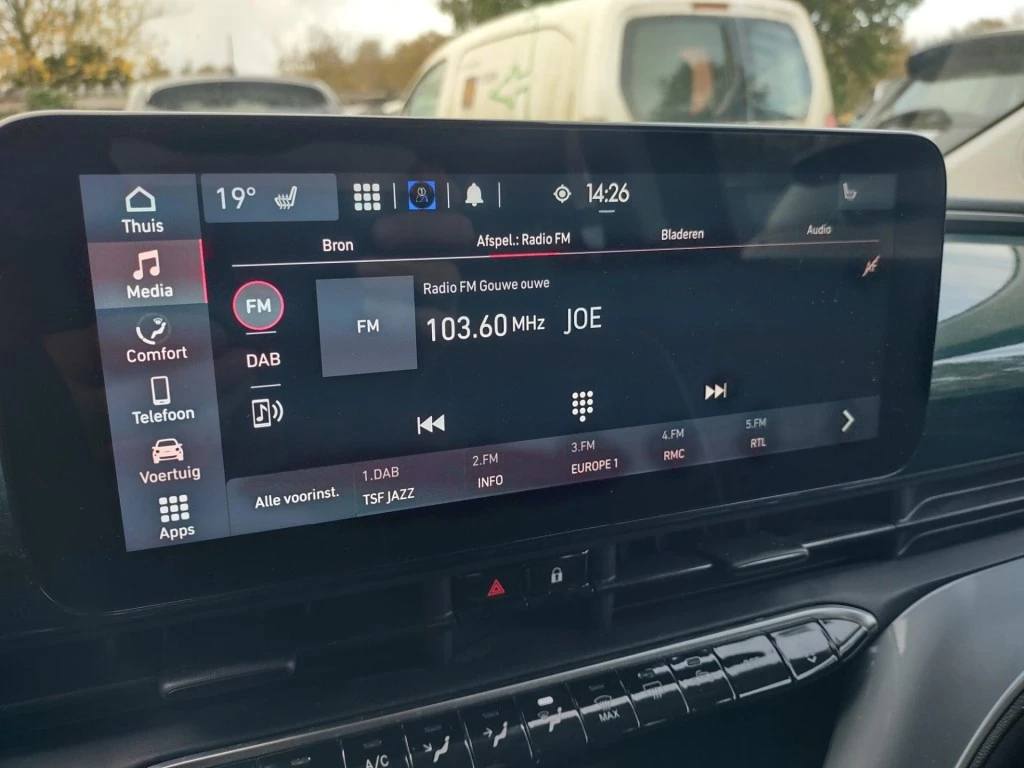 19° 14:26
Thuis
Bron Afspel.: Radio FM Bladeren Audio
Media
Radio FM Gouwe ouwe
FM FM 103.60 MHz JOE
DAB
Comfort
Telefoon
Voertuig
Apps
Alle voorinst.
1.DAB 2.FM 3.FM 4.FM 5.FM
TSF JAZZ INFO EUROPE 1 RMC RTL
A/C MAX